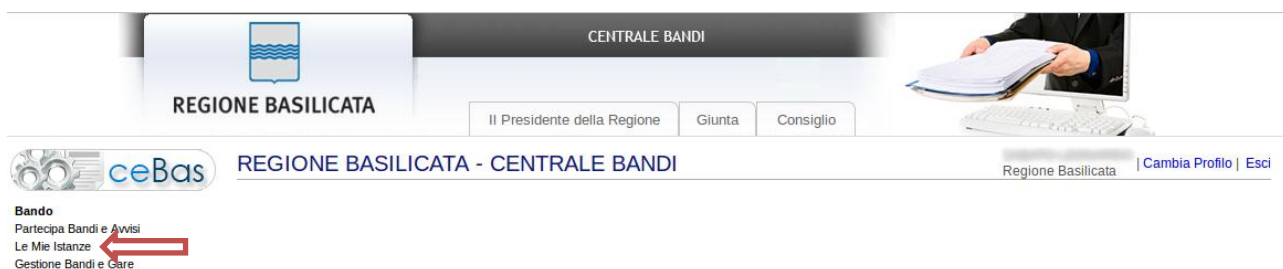 CENTRALE BANDI
REGIONE BASILICATA
Il Presidente della Regione Giunta Consiglio
ceBas REGIONE BASILICATA - CENTRALE BANDI
Regione Basilicata | Cambia Profilo | Esci
Bando
Partecipa Bandi e Avvisi
Le Mie Istanze
Gestione Bandi e Gare